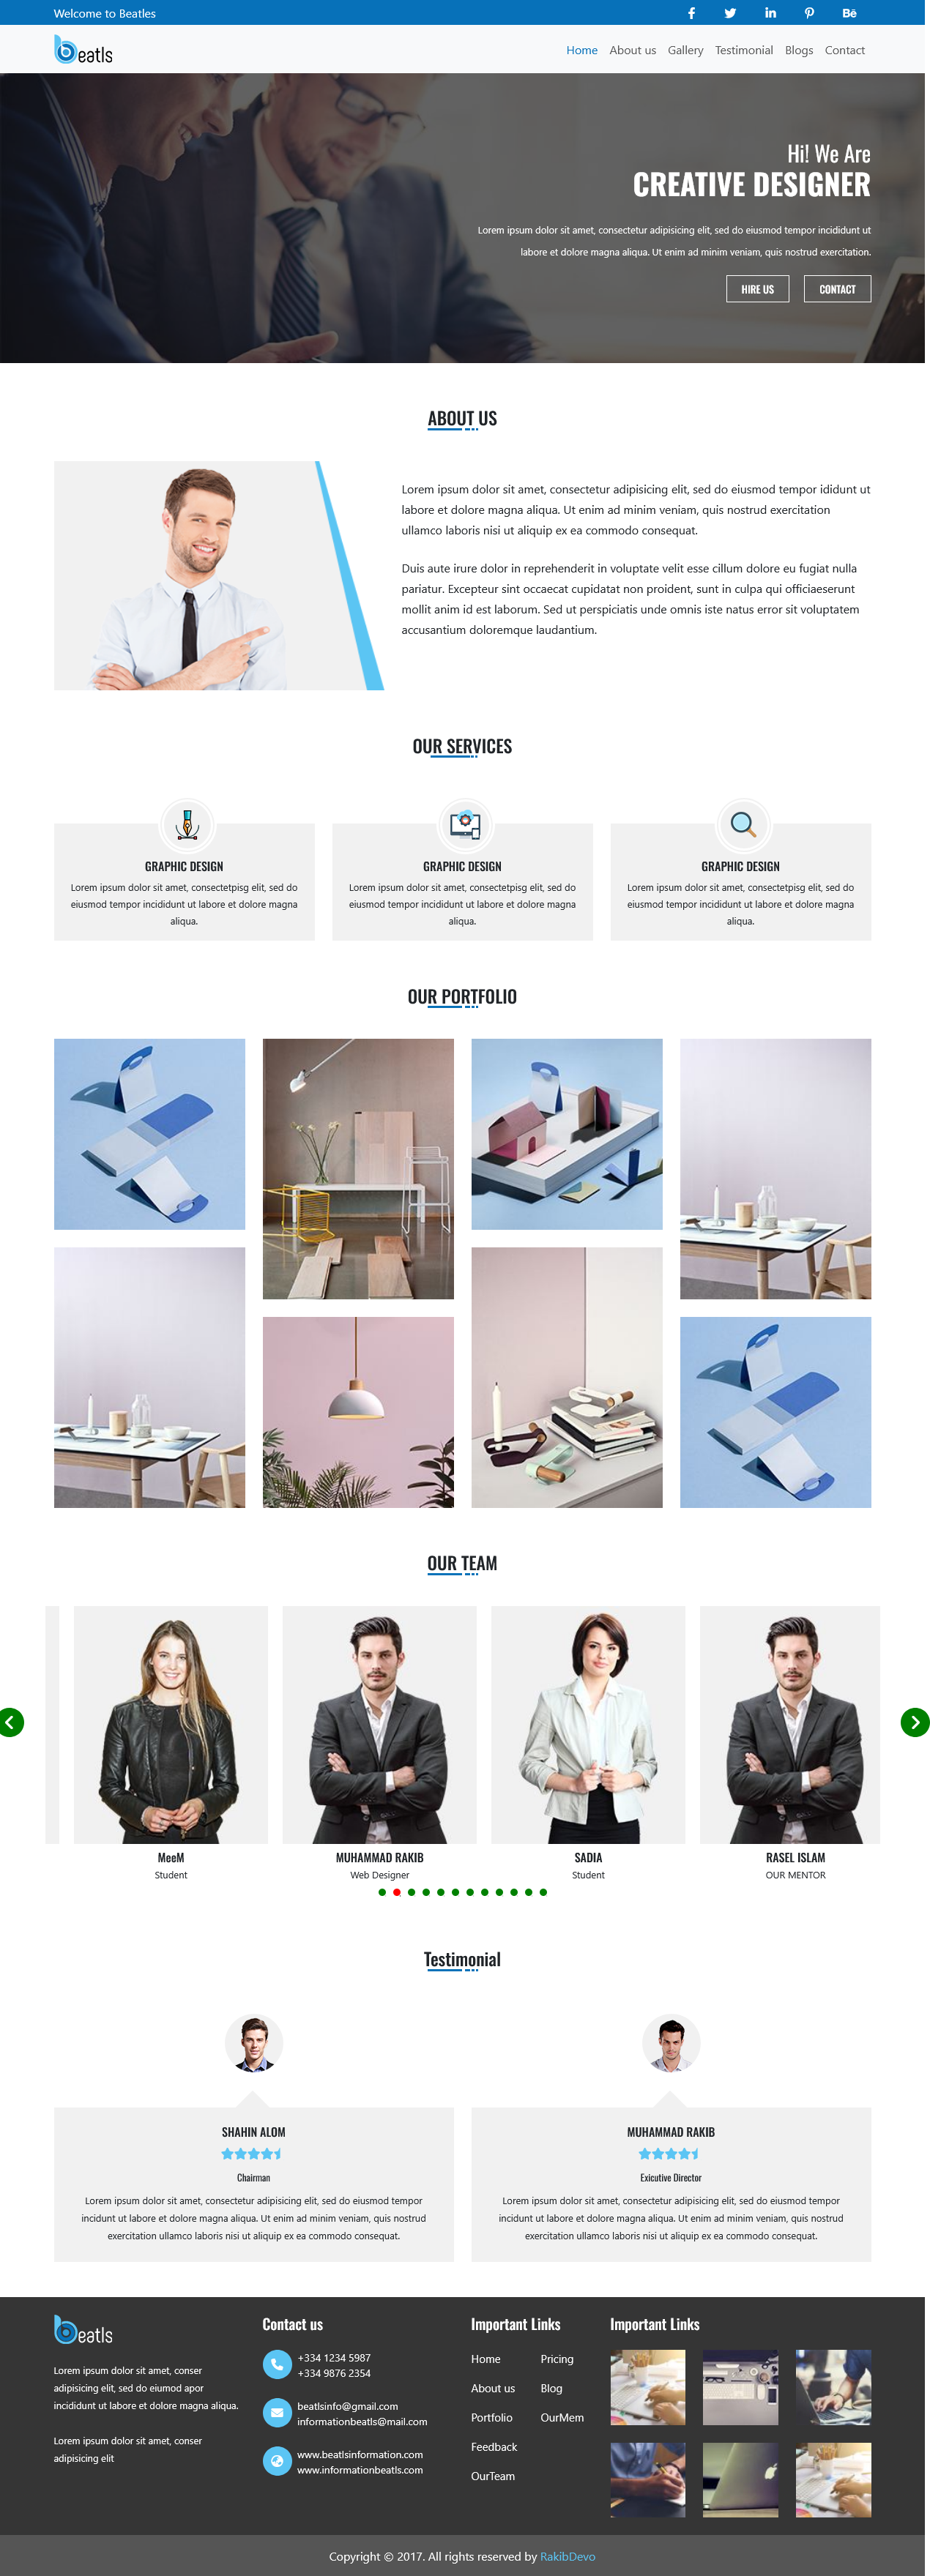 Welcome to Beatles
Bē
beatls
Home About us Gallery Testimonial Blogs Contact
Hi! We Are
CREATIVE DESIGNER
Lorem ipsum dolor sit amet, consectetur adipisicing elit, sed do eiusmod tempor incididunt ut
labore et dolore magna aliqua. Ut enim ad minim veniam, quis nostrud exercitation.
HIRE US CONTACT
ABOUT US
Lorem ipsum dolor sit amet, consectetur adipisicing elit, sed do eiusmod tempor ididunt ut
labore et dolore magna aliqua. Ut enim ad minim veniam, quis nostrud exercitation
ullamco laboris nisi ut aliquip ex ea commodo consequat.
Duis aute irure dolor in reprehenderit in voluptate velit esse cillum dolore eu fugiat nulla
pariatur. Excepteur sint occaecat cupidatat non proident, sunt in culpa qui officiaeserunt
mollit anim id est laborum. Sed ut perspiciatis unde omnis iste natus error sit voluptatem
accusantium doloremque laudantium.
OUR SERVICES
GRAPHIC DESIGN
Lorem ipsum dolor sit amet, consectetpisg elit, sed do
eiusmod tempor incididunt ut labore et dolore magna
aliqua.
GRAPHIC DESIGN
Lorem ipsum dolor sit amet, consectetpisg elit, sed do
eiusmod tempor incididunt ut labore et dolore magna
aliqua.
GRAPHIC DESIGN
Lorem ipsum dolor sit amet, consectetpisg elit, sed do
eiusmod tempor incididunt ut labore et dolore magna
aliqua.
OUR PORTFOLIO
OUR TEAM
MeeM
Student
MUHAMMAD RAKIB
Web Designer
SADIA
Student
RASEL ISLAM
OUR MENTOR
Testimonial
SHAHIN ALOM
Chairman
Lorem ipsum dolor sit amet, consectetur adipisicing elit, sed do eiusmod tempor
incidunt ut labore et dolore magna aliqua. Ut enim ad minim veniam, quis nostrud
exercitation ullamco laboris nisi ut aliquip ex ea commodo consequat.
MUHAMMAD RAKIB
Exicutive Director
Lorem ipsum dolor sit amet, consectetur adipisicing elit, sed do eiusmod tempor
incidunt ut labore et dolore magna aliqua. Ut enim ad minim veniam, quis nostrud
exercitation ullamco laboris nisi ut aliquip ex ea commodo consequat.
beatls
Lorem ipsum dolor sit amet, conser
adipisicing elit, sed do eiumod apor
incididunt ut labore et dolore magna aliqua.
Lorem ipsum dolor sit amet, conser
adipisicing elit
Contact us
+334 1234 5987
+334 9876 2354
beatlsinfo@gmail.com
informationbeatls@mail.com
www.beatlsinformation.com
www.informationbeatls.com
Important Links
Home Pricing
About us Blog
Portfolio OurMem
Feedback
OurTeam
Important Links
Copyright © 2017. All rights reserved by RakibDevo